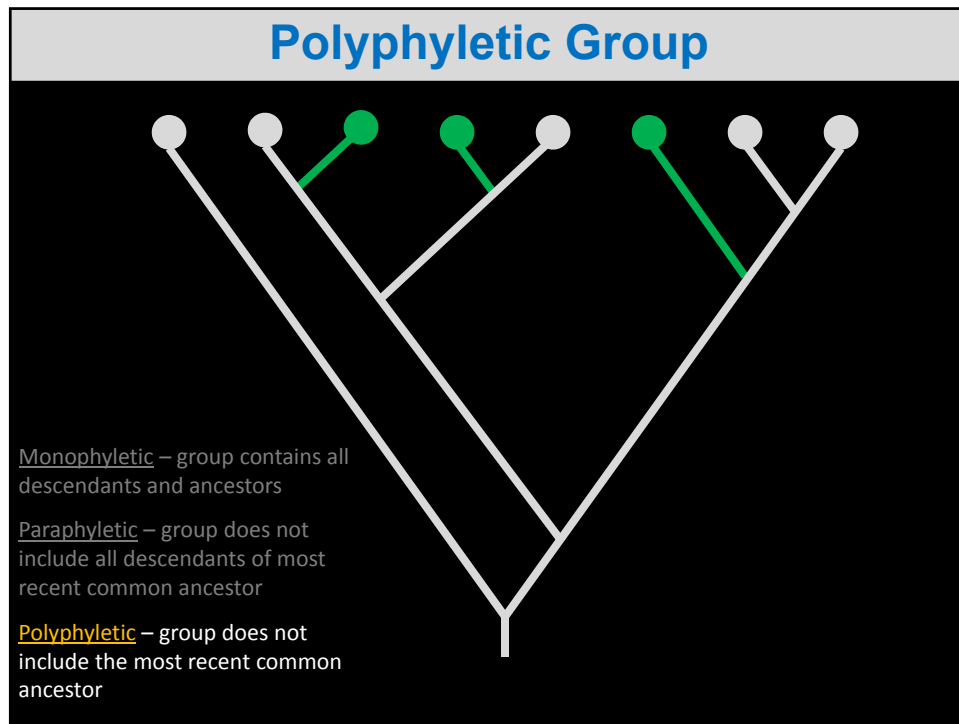 Polyphyletic Group
Monophyletic – group contains all
descendants and ancestors
Paraphyletic – group does not
include all descendants of most
recent common ancestor
Polyphyletic – group does not
include the most recent common
ancestor